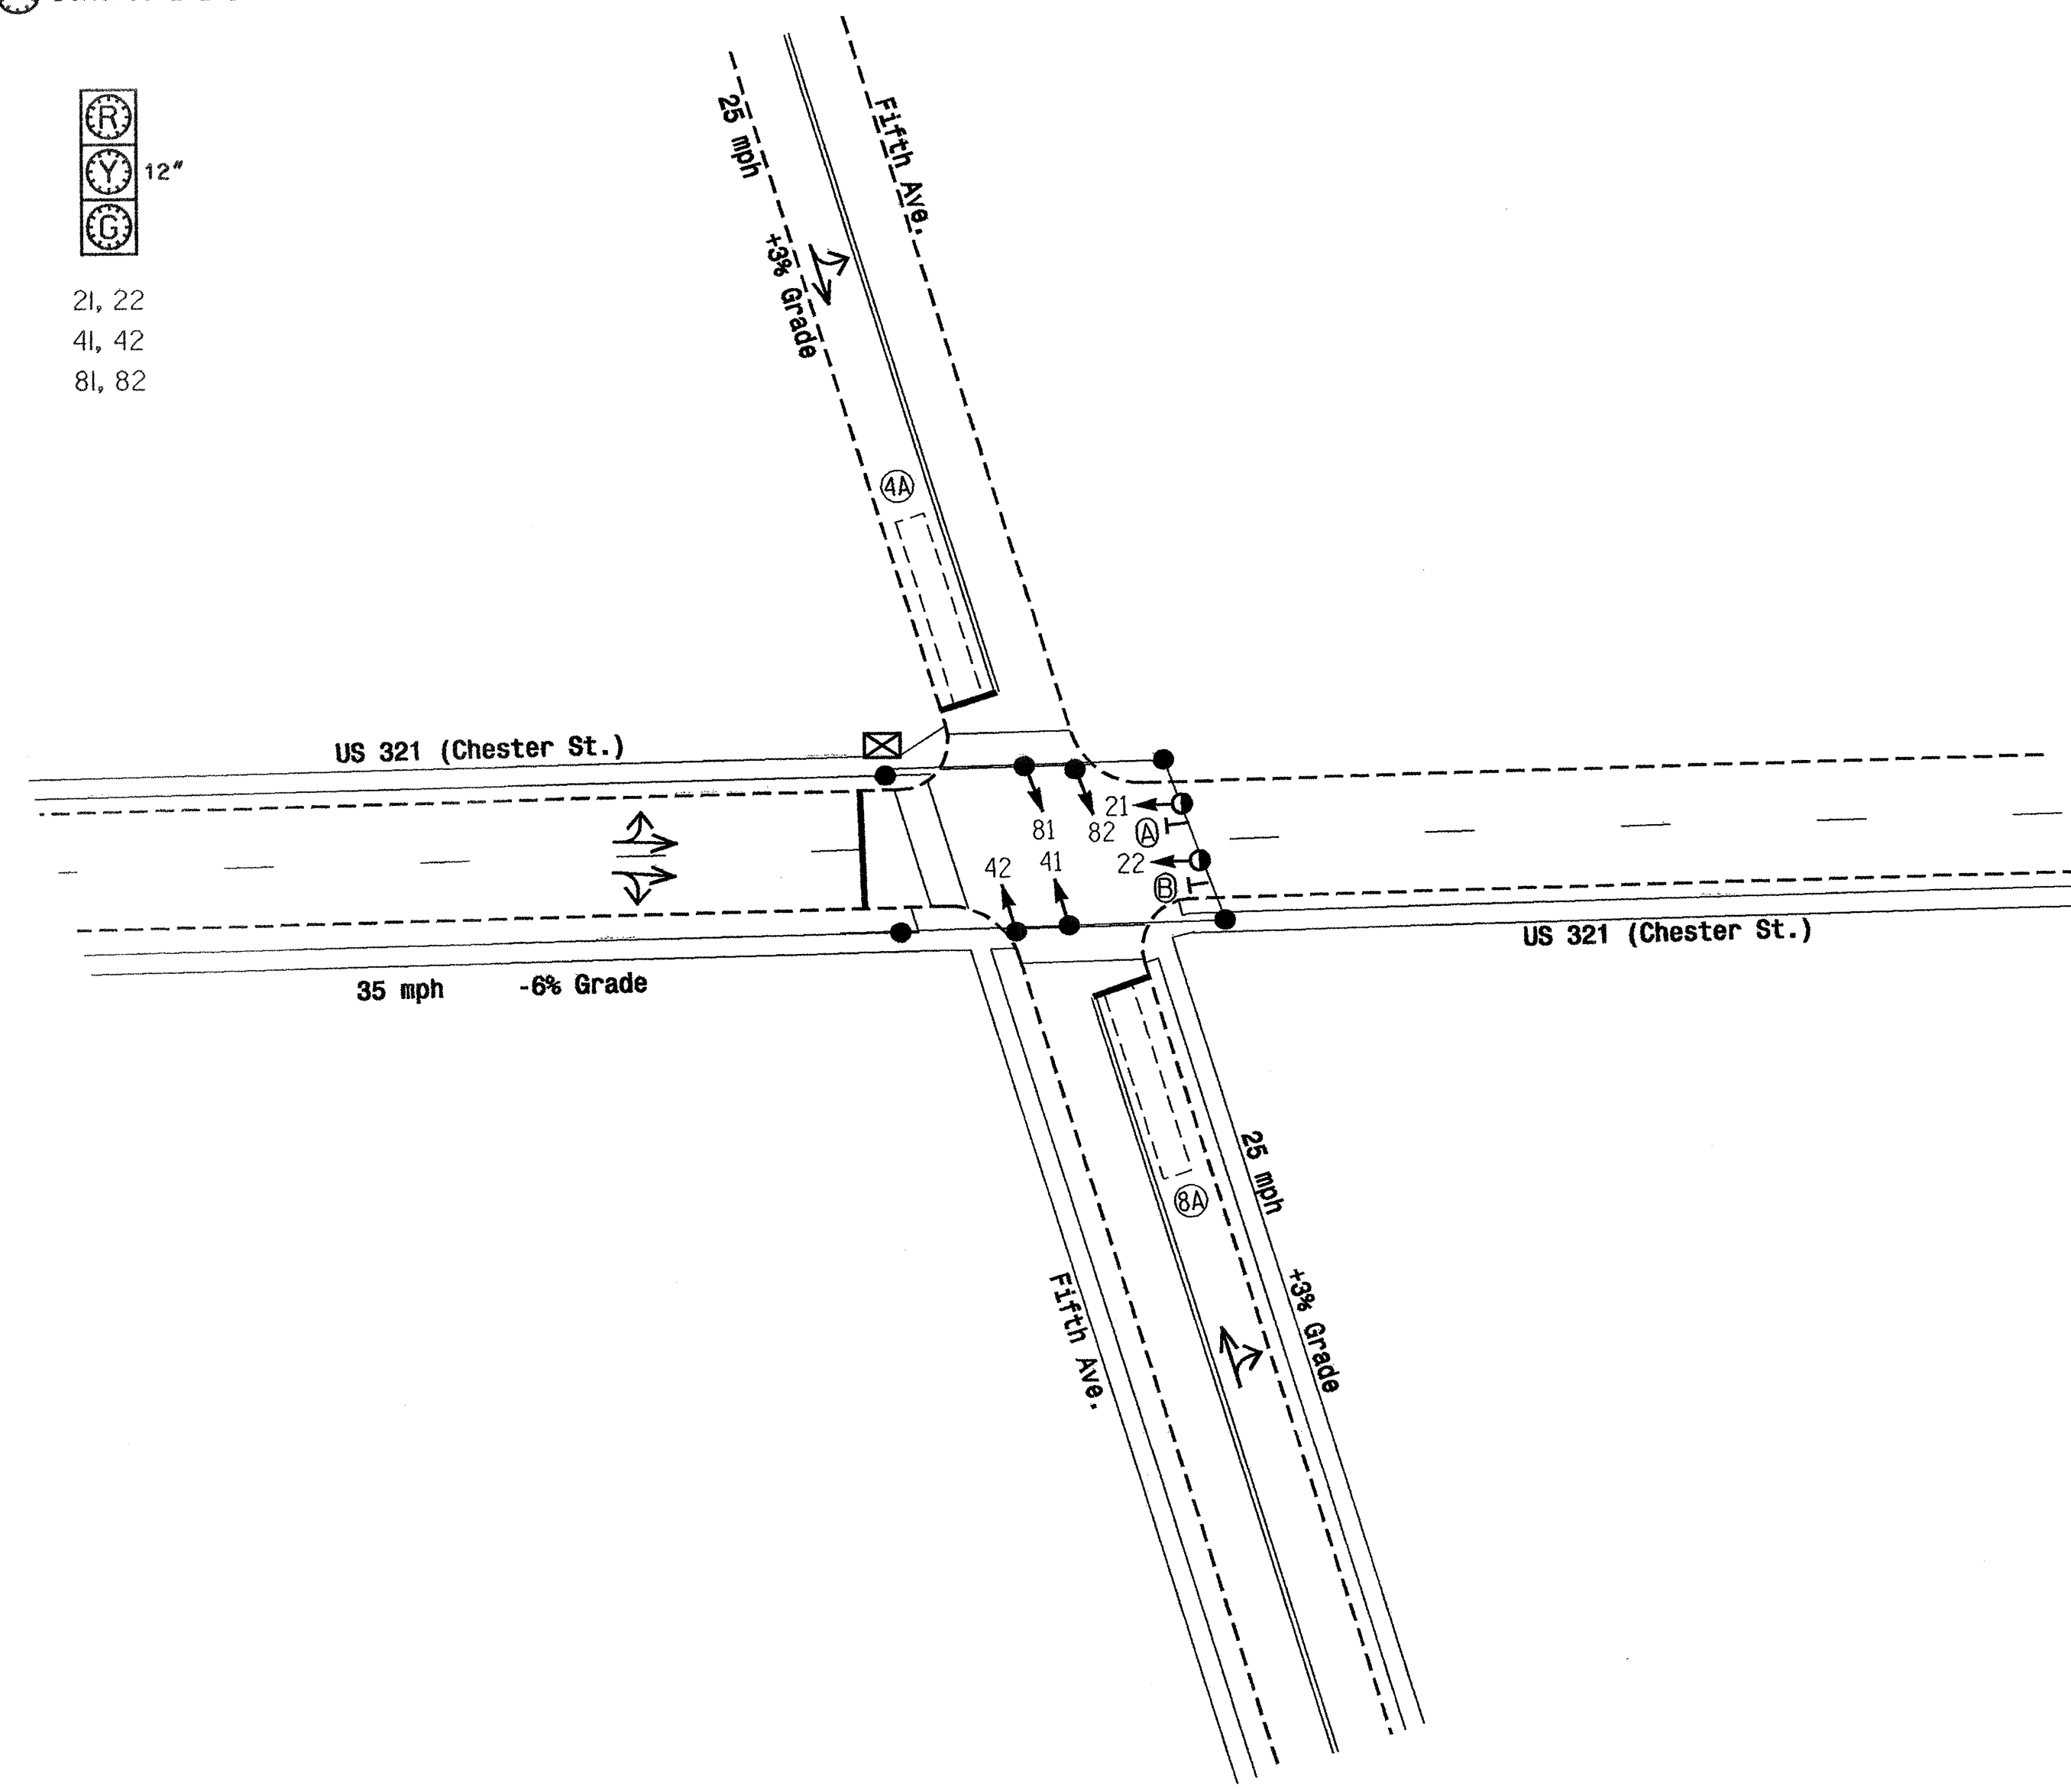 R
Y 12"
G
21, 22
41, 42
81, 82
25 mph
+3% Grade
Fifth Ave.
4A
US 321 (Chester St.)
81
82
21
A
22
B
42
41
US 321 (Chester St.)
35 mph -6% Grade
8A
25 mph
+3% Grade
Fifth Ave.